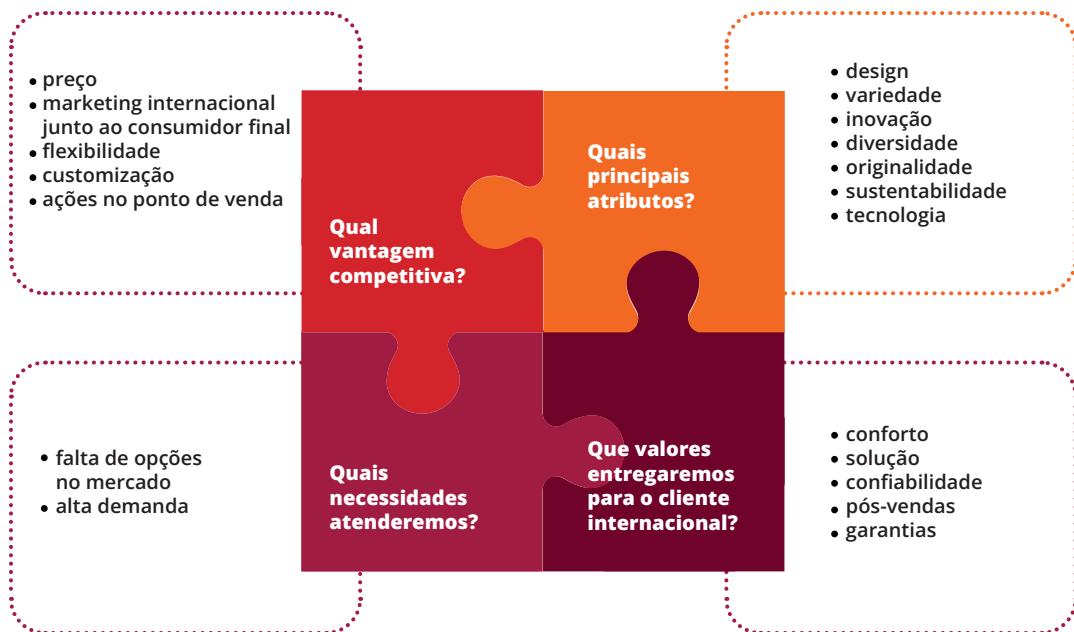 • preço
• marketing internacional
junto ao consumidor final
• flexibilidade
• customização
• ações no ponto de venda
Qual
vantagem
competitiva?
Quais
principais
atributos?
• design
• variedade
• inovação
• diversidade
• originalidade
• sustentabilidade
• tecnologia
• falta de opções
no mercado
• alta demanda
Quais
necessidades
atenderemos?
Que valores
entregaremos
para o cliente
internacional?
• conforto
• solução
• confiabilidade
• pós-vendas
• garantias